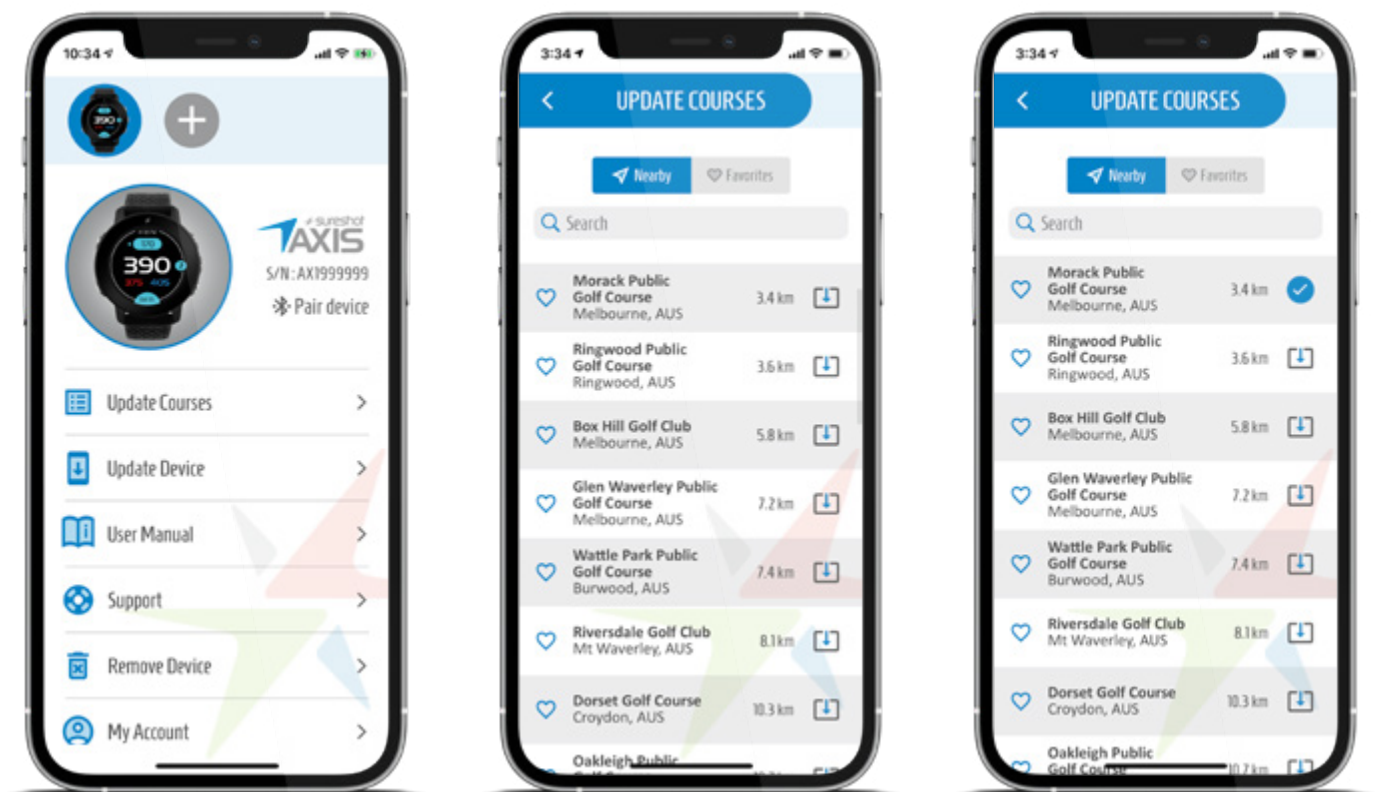 10:34
390
sureshot
AXIS
S/N:AX1999999
Pair device
390
375 405
Update Courses
Update Device
User Manual
Support
Remove Device
My Account
3:34
UPDATE COURSES
Nearby
Favorites
Search
Morack Public
Golf Course
Melbourne, AUS
3.4 km
Ringwood Public
Golf Course
Ringwood, AUS
3.6 km
Box Hill Golf Club
Melbourne, AUS
5.8 km
Glen Waverley Public
Golf Course
Melbourne, AUS
7.2 km
Wattle Park Public
Golf Course
Burwood, AUS
7.4 km
Riversdale Golf Club
Mt Waverley, AUS
8.1 km
Dorset Golf Course
Croydon, AUS
10.3 km
Oakleigh Public
3:34
UPDATE COURSES
Nearby
Favorites
Search
Morack Public
Golf Course
Melbourne, AUS
3.4 km
Ringwood Public
Golf Course
Ringwood, AUS
3.6 km
Box Hill Golf Club
Melbourne, AUS
5.8 km
Glen Waverley Public
Golf Course
Melbourne, AUS
7.2 km
Wattle Park Public
Golf Course
Burwood, AUS
7.4 km
Riversdale Golf Club
Mt Waverley, AUS
8.1 km
Dorset Golf Course
Croydon, AUS
10.3 km
Oakleigh Public
Golf Course
10.7 km